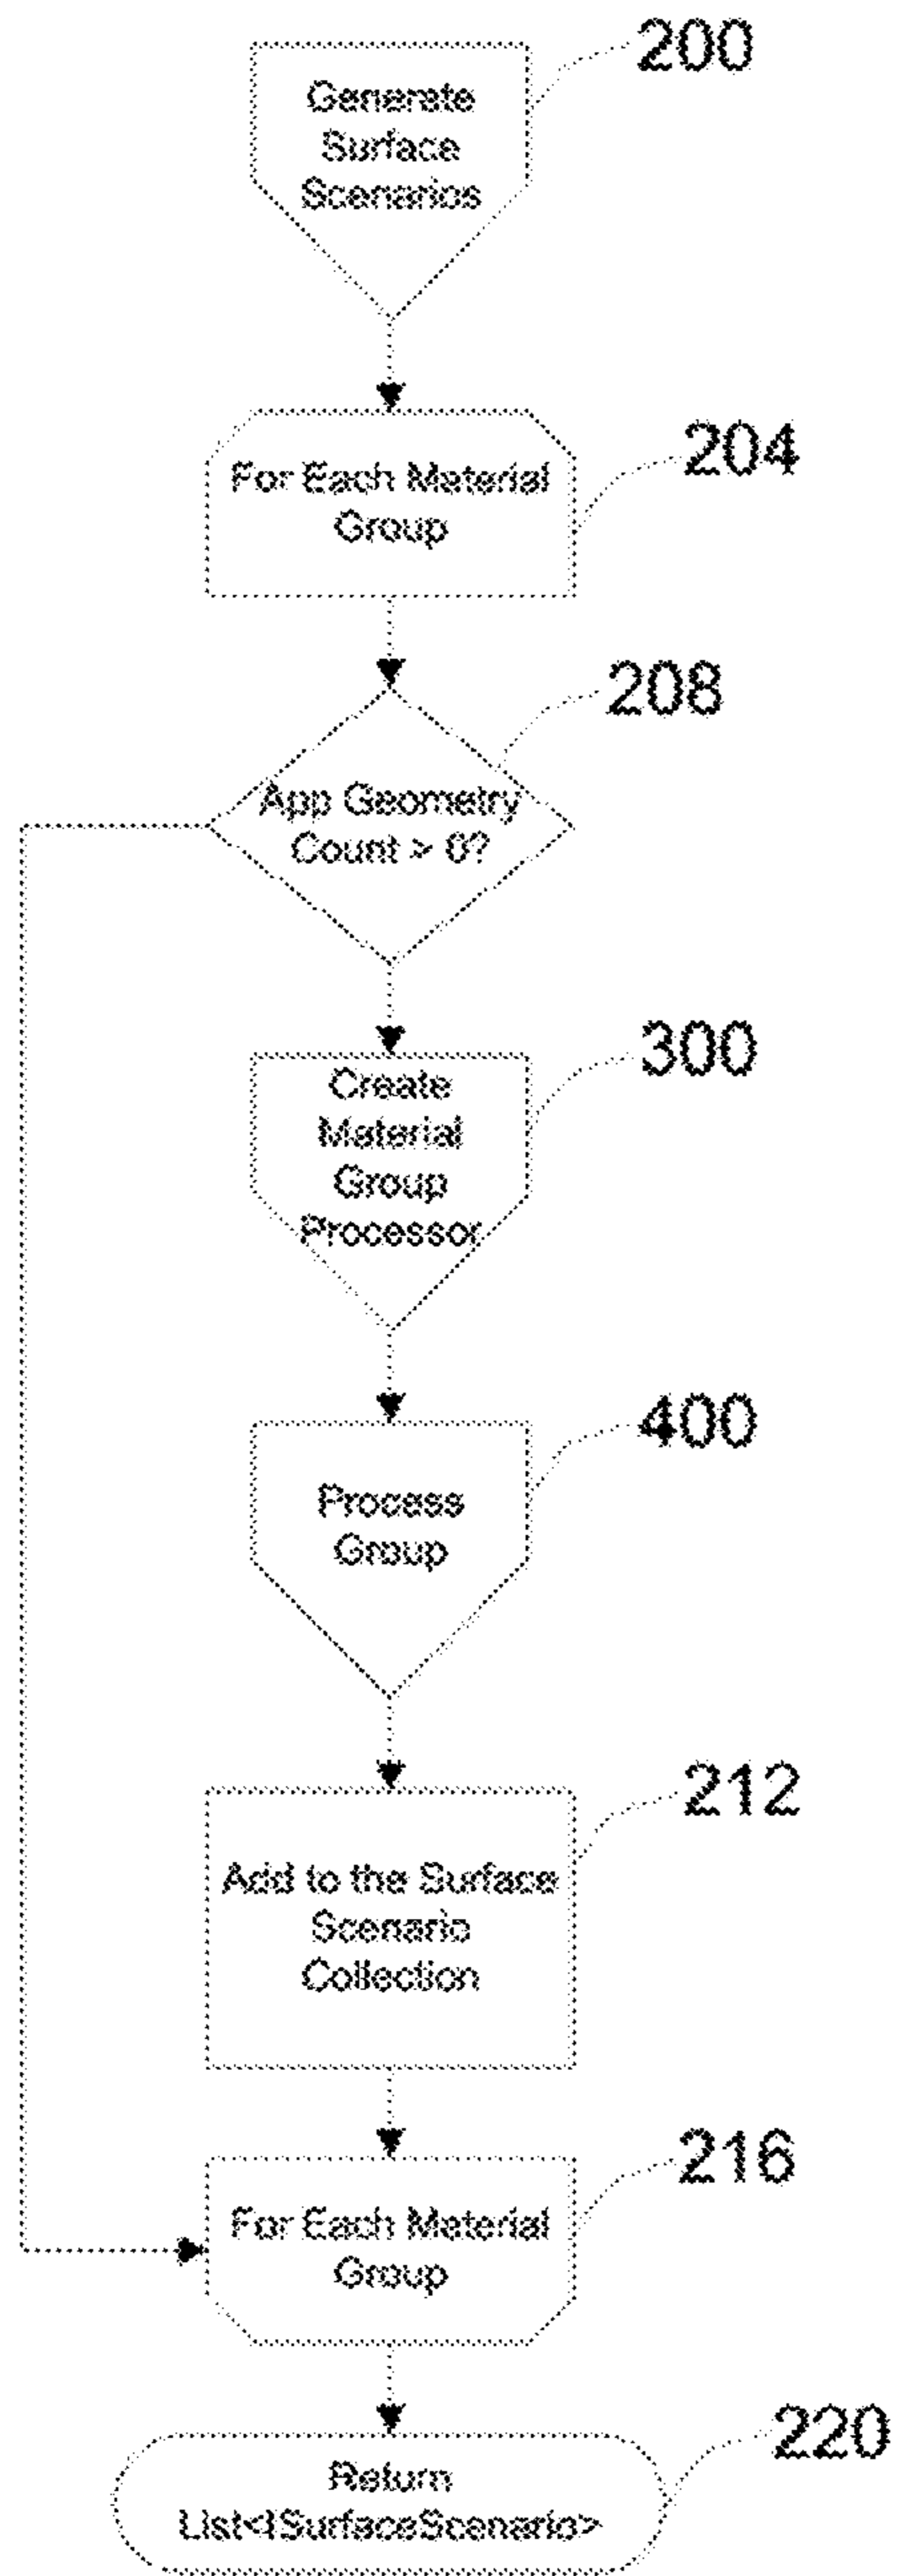 200
Generate
Surface
Scenarios
204
For Each Material
Group
208
App Geometry
Count > 0?
300
Create
Material
Group
Processor
400
Process
Group
212
Add to the Surface
Scenario
Collection
216
For Each Material
Group
220
Return
List<ISurfaceScenario>